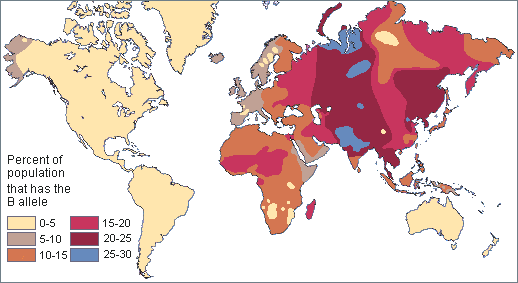 Percent of
population
that has the
B allele
0-5
5-10
10-15
15-20
20-25
25-30